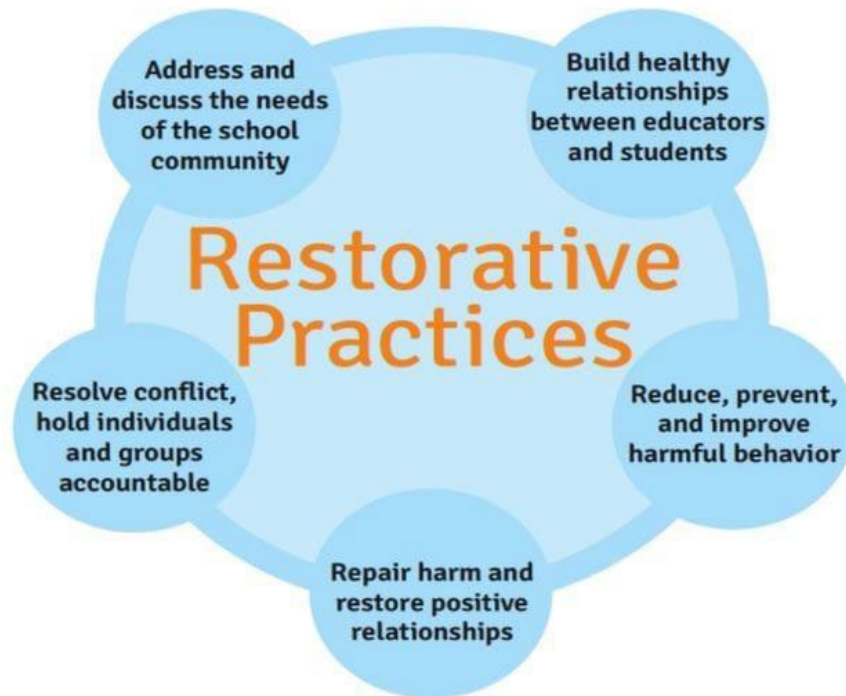 Address and
discuss the needs
of the school
community
Build healthy
relationships
between educators
and students
Restorative
Practices
Resolve conflict,
hold individuals
and groups
accountable
Reduce, prevent,
and improve
harmful behavior
Repair harm and
restore positive
relationships